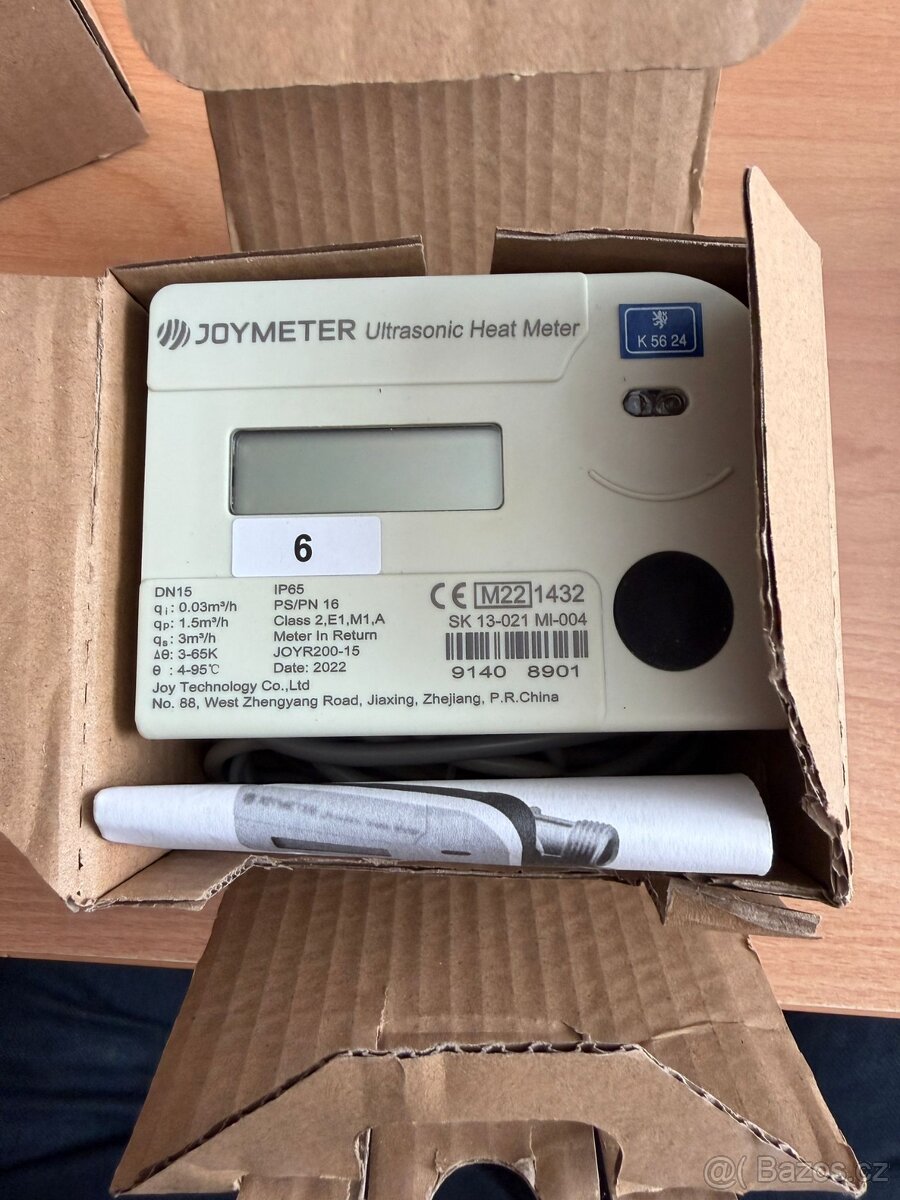 JOYMETER Ultrasonic Heat Meter
K 56 24
6
DN15
qi: 0.03m³/h
qp: 1.5m³/h
qs: 3m³/h
Δθ: 3-65K
θ : 4-95℃
IP65
PS/PN 16
Class 2,E1,M1,A
Meter In Return
JOYR200-15
Date: 2022
CE M22 1432
SK 13-021 MI-004
9140 8901
Joy Technology Co.,Ltd
No. 88, West Zhengyang Road, Jiaxing, Zhejiang, P.R.China
@( Bazos.cz